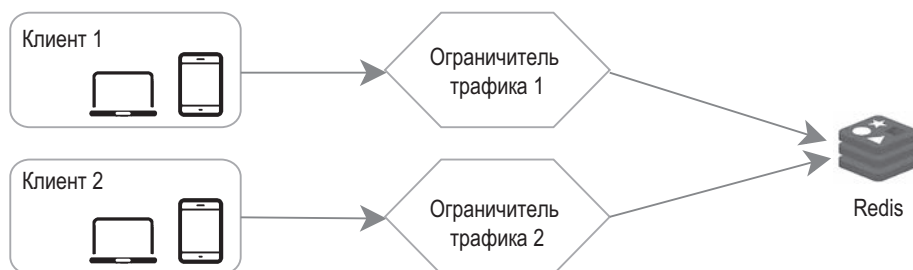 Клиент 1
Ограничитель
трафика 1
Клиент 2
Ограничитель
трафика 2
Redis